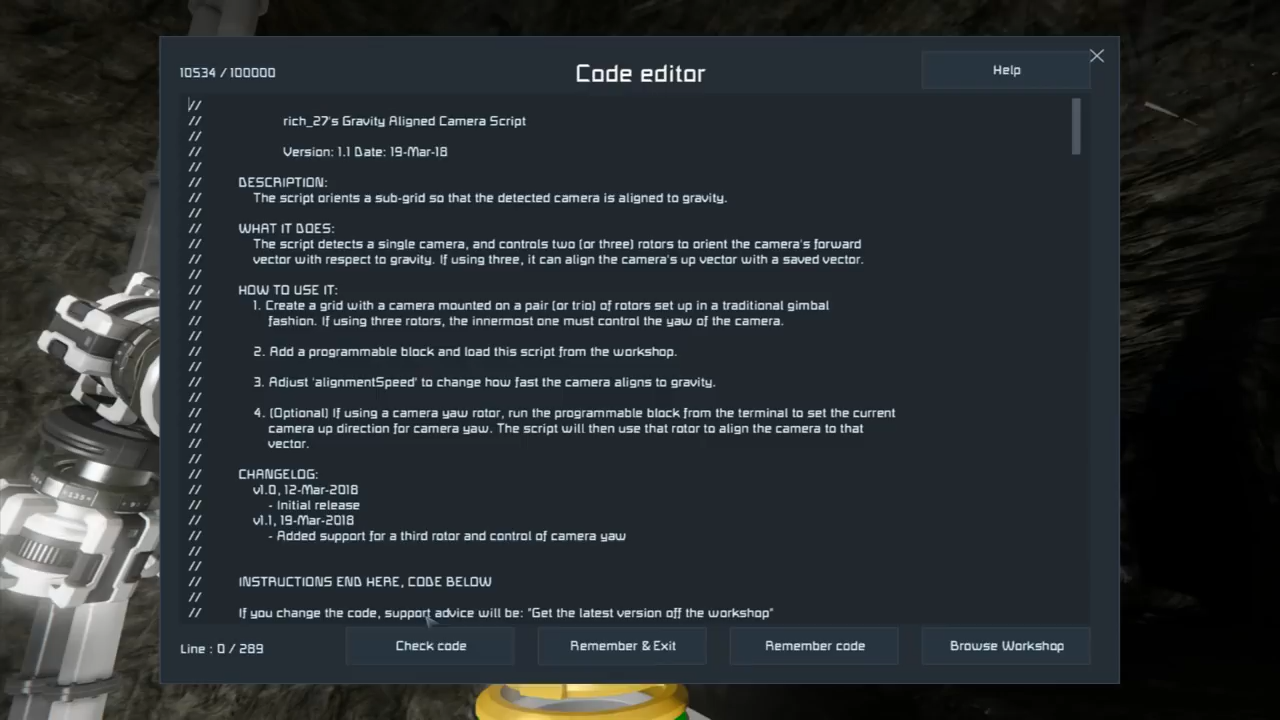 10534 / 100000
Code editor
Help
//
// rich_27's Gravity Aligned Camera Script
//
// Version: 1.1 Date: 19-Mar-18
//
// DESCRIPTION:
// The script orients a sub-grid so that the detected camera is aligned to gravity.
//
// WHAT IT DOES:
// The script detects a single camera, and controls two (or three) rotors to orient the camera's forward
// vector with respect to gravity. If using three, it can align the camera's up vector with a saved vector.
//
// HOW TO USE IT:
// 1. Create a grid with a camera mounted on a pair (or trio) of rotors set up in a traditional gimbal
// fashion. If using three rotors, the innermost one must control the yaw of the camera.
//
// 2. Add a programmable block and load this script from the workshop.
//
// 3. Adjust 'alignmentSpeed' to change how fast the camera aligns to gravity.
//
// 4. (Optional) If using a camera yaw rotor, run the programmable block from the terminal to set the current
// camera up direction for camera yaw. The script will then use that rotor to align the camera to that
// vector.
//
// CHANGELOG:
// v1.0, 12-Mar-2018
// - Initial release
// v1.1, 19-Mar-2018
// - Added support for a third rotor and control of camera yaw
//
//
// INSTRUCTIONS END HERE, CODE BELOW
//
// If you change the code, support advice will be: "Get the latest version off the workshop"
Line : 0 / 289
Check code
Remember & Exit
Remember code
Browse Workshop